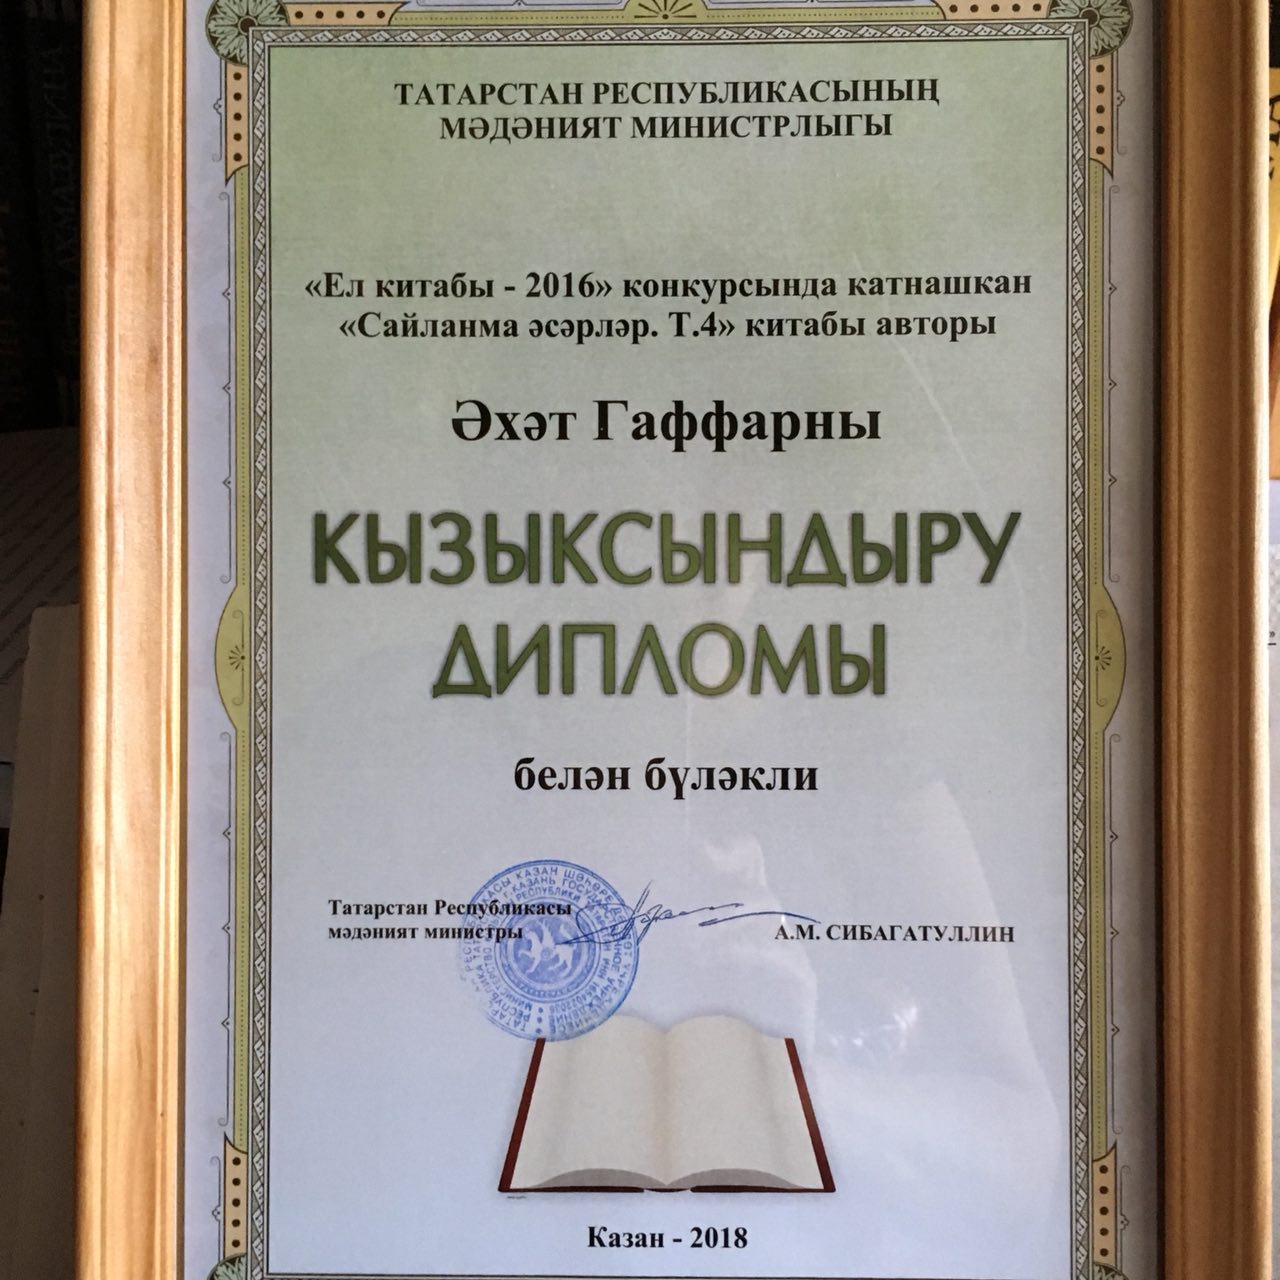 ТАТАРСТАН РЕСПУБЛИКАСЫНЫҢ
МӘДӘНИЯТ МИНИСТРЛЫГЫ
«Ел китабы - 2016» конкурсында катнашкан
«Сайланма әсәрләр. Т.4» китабы авторы
Әхәт Гаффарны
КЫЗЫКСЫНДЫРУ
ДИПЛОМЫ
белән бүләкли
Татарстан Республикасы
мәдәният министры
А.М. СИБАГАТУЛЛИН
Казан - 2018